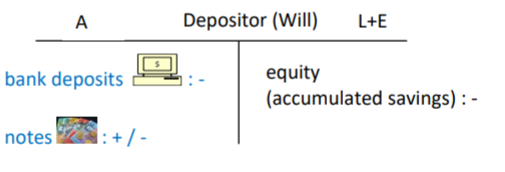 A Depositor (Will) L+E
bank deposits $ : -
equity
(accumulated savings) : -
notes : + / -